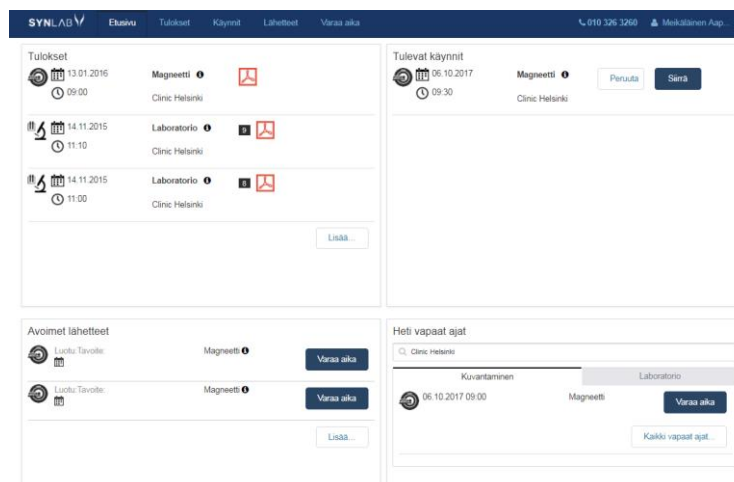 SYNLAB Etusivu Tulokset Käynnit Lähetteet Varaa aika 010 326 3260 Meikäläinen Aap...
Tulokset
13.01.2016 Magneetti
09:00 Clinic Helsinki
14.11.2015 Laboratorio 9
11:10 Clinic Helsinki
14.11.2015 Laboratorio 8
11:00 Clinic Helsinki
Lisää...
Tulevat käynnit
06.10.2017 Magneetti Peruuta Siirrä
09:30 Clinic Helsinki
Avoimet lähetteet
Luotu:Tavoite: Magneetti Varaa aika
Luotu:Tavoite: Magneetti Varaa aika
Lisää...
Heti vapaat ajat
Clinic Helsinki
Kuvantaminen Laboratorio
06.10.2017 09:00 Magneetti Varaa aika
Kaikki vapaat ajat...